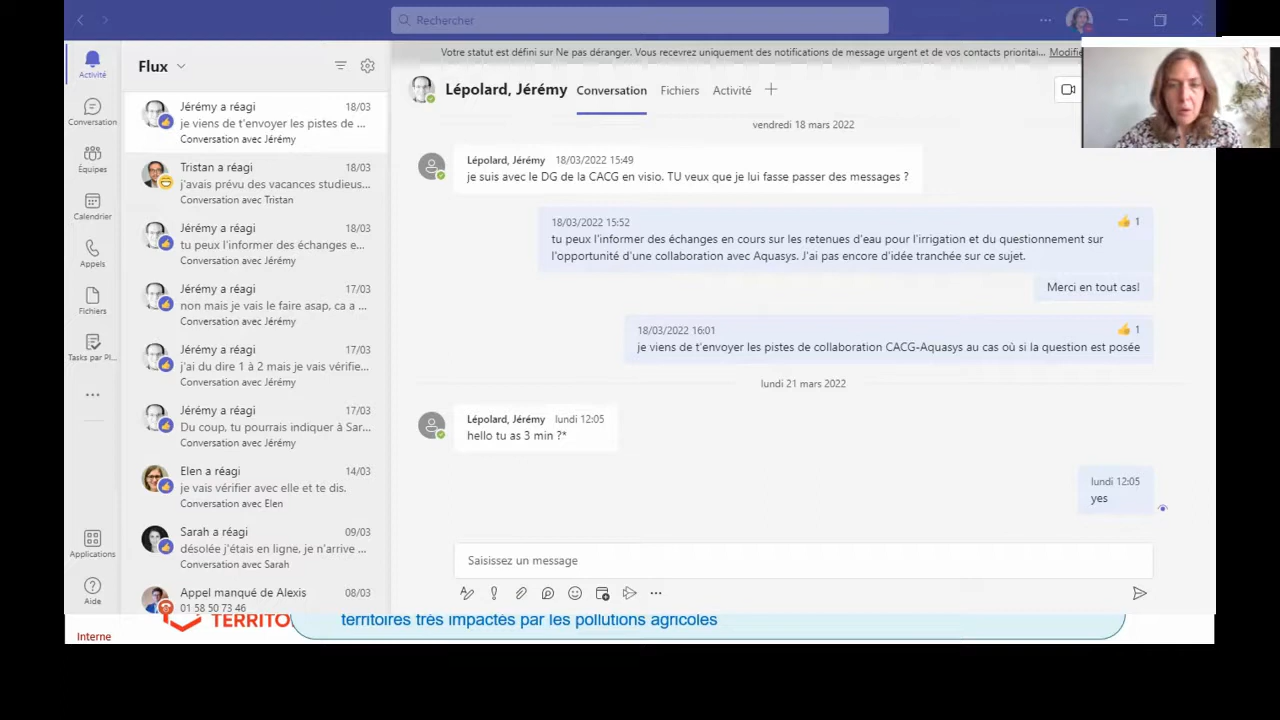 Rechercher
Votre statut est défini sur Ne pas déranger. Vous recevrez uniquement des notifications de message urgent et de vos contacts prioritai... Modifie
Activité
Conversation
Équipes
Calendrier
Appels
Fichiers
Tasks par Pl...
Applications
Aide
Flux
Jérémy a réagi 18/03
je viens de t'envoyer les pistes de ...
Conversation avec Jérémy
Tristan a réagi 18/03
j'avais prévu des vacances studieus...
Conversation avec Tristan
Jérémy a réagi 18/03
tu peux l'informer des échanges e...
Conversation avec Jérémy
Jérémy a réagi 17/03
non mais je vais le faire asap, ca a ...
Conversation avec Jérémy
Jérémy a réagi 17/03
j'ai du dire 1 à 2 mais je vais vérifie...
Conversation avec Jérémy
Jérémy a réagi 17/03
Du coup, tu pourrais indiquer à Sar...
Conversation avec Jérémy
Elen a réagi 14/03
je vais vérifier avec elle et te dis.
Conversation avec Elen
Sarah a réagi 09/03
désolée j'étais en ligne, je n'arrive ...
Conversation avec Sarah
Appel manqué de Alexis 08/03
01 58 50 73 46
Lépolard, Jérémy Conversation Fichiers Activité
vendredi 18 mars 2022
Lépolard, Jérémy 18/03/2022 15:49
je suis avec le DG de la CACG en visio. TU veux que je lui fasse passer des messages ?
18/03/2022 15:52 1
tu peux l'informer des échanges en cours sur les retenues d'eau pour l'irrigation et du questionnement sur
l'opportunité d'une collaboration avec Aquasys. J'ai pas encore d'idée tranchée sur ce sujet.
Merci en tout cas!
18/03/2022 16:01 1
je viens de t'envoyer les pistes de collaboration CACG-Aquasys au cas où si la question est posée
lundi 21 mars 2022
Lépolard, Jérémy lundi 12:05
hello tu as 3 min ?*
lundi 12:05
yes
Saisissez un message
TERRITO
territoires très impactés par les pollutions agricoles
Interne